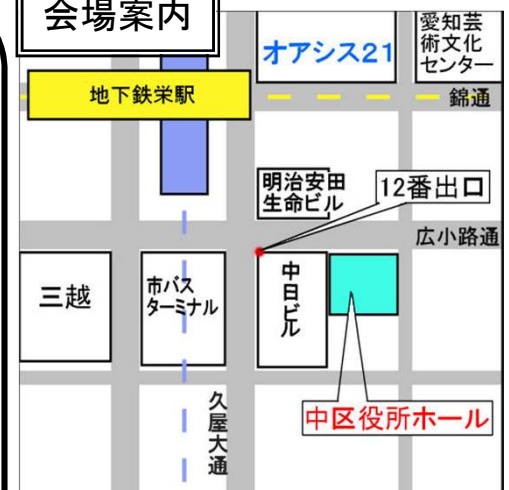 会場案内
オアシス21
愛知芸
術文化
センター
地下鉄栄駅
錦通
明治安田
生命ビル
12番出口
広小路通
三越
市バス
ターミナル
中日ビル
久屋大通
中区役所ホール